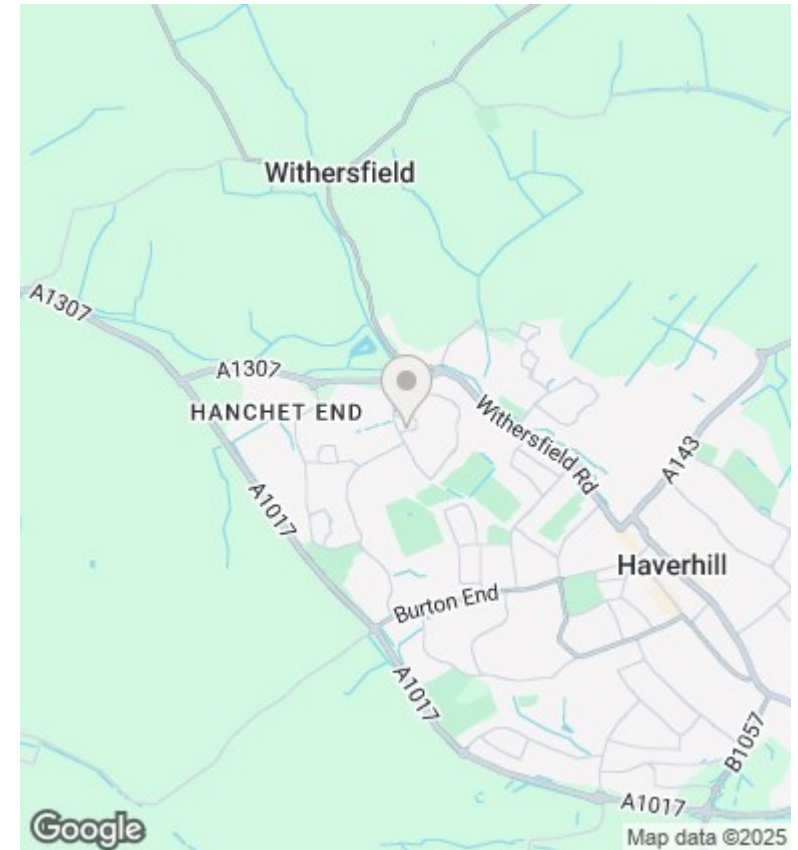 Withersfield
A1307
A1307
HANCHET END
Withersfield Rd
A143
A1017
Haverhill
Burton End
A1017
B1057
A1017
Google
Map data ©2025